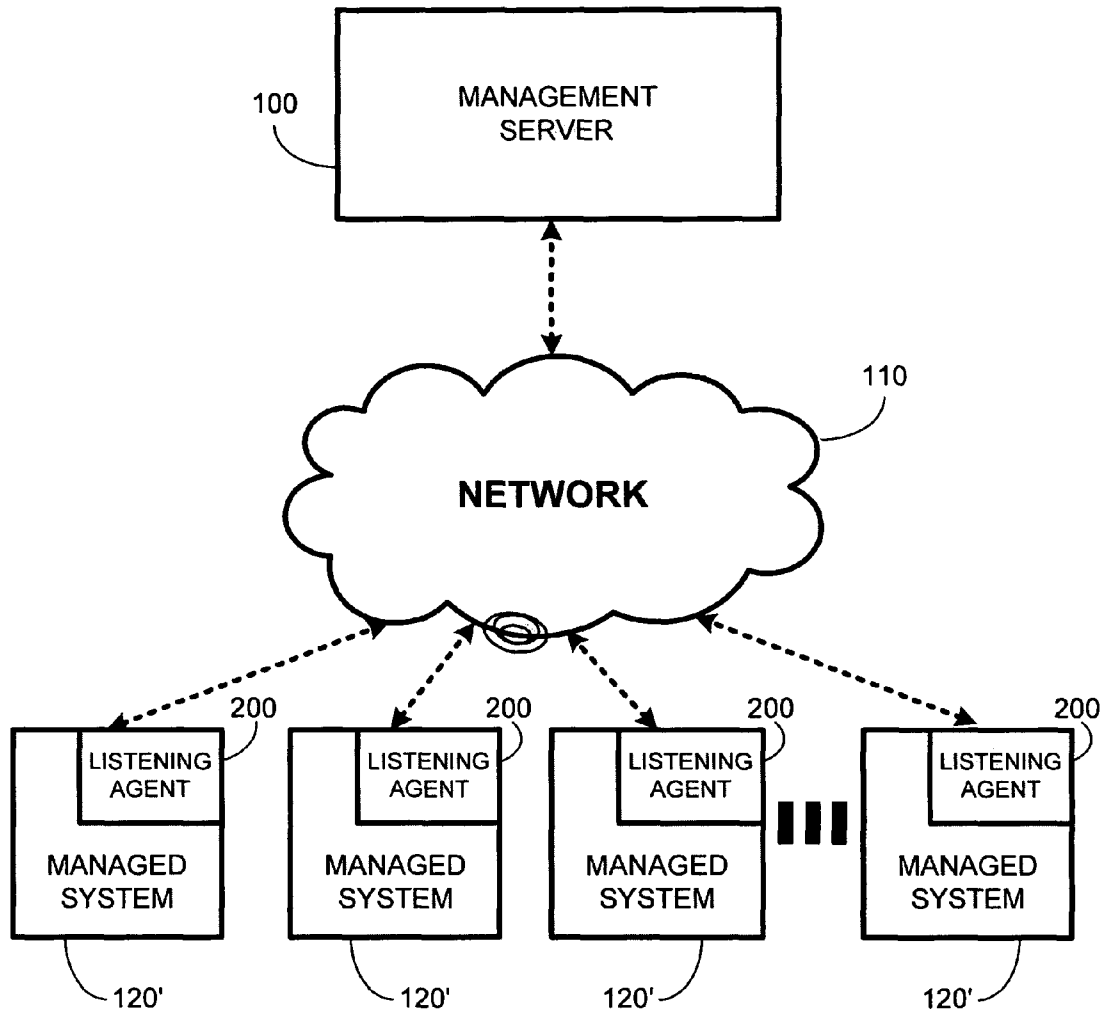 MANAGEMENT
SERVER
100
110
NETWORK
200
200
200
200
LISTENING
AGENT
LISTENING
AGENT
LISTENING
AGENT
LISTENING
AGENT
MANAGED
SYSTEM
MANAGED
SYSTEM
MANAGED
SYSTEM
MANAGED
SYSTEM
120'
120'
120'
120'